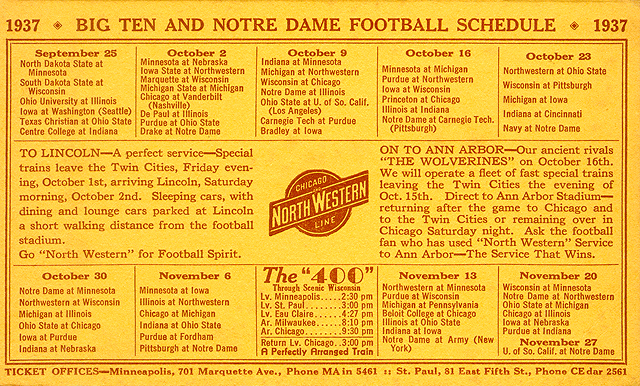 1937 ◈ BIG TEN AND NOTRE DAME FOOTBALL SCHEDULE ◈ 1937
September 25
North Dakota State at
Minnesota
South Dakota State at
Wisconsin
Ohio University at Illinois
Iowa at Washington (Seattle)
Texas Christian at Ohio State
Centre College at Indiana
October 2
Minnesota at Nebraska
Iowa State at Northwestern
Marquette at Wisconsin
Michigan State at Michigan
Chicago at Vanderbilt
(Nashville)
De Paul at Illinois
Purdue at Ohio State
Drake at Notre Dame
October 9
Indiana at Minnesota
Michigan at Northwestern
Wisconsin at Chicago
Notre Dame at Illinois
Ohio State at U. of So. Calif.
(Los Angeles)
Carnegie Tech at Purdue
Bradley at Iowa
October 16
Minnesota at Michigan
Purdue at Northwestern
Iowa at Wisconsin
Princeton at Chicago
Illinois at Indiana
Notre Dame at Carnegie Tech.
(Pittsburgh)
October 23
Northwestern at Ohio State
Wisconsin at Pittsburgh
Michigan at Iowa
Indiana at Cincinnati
Navy at Notre Dame
TO LINCOLN—A perfect service—Special
trains leave the Twin Cities, Friday even-
ing, October 1st, arriving Lincoln, Saturday
morning, October 2nd. Sleeping cars, with
dining and lounge cars parked at Lincoln
a short walking distance from the football
stadium.
Go "North Western" for Football Spirit.
CHICAGO
AND
NORTH WESTERN
LINE
ON TO ANN ARBOR—Our ancient rivals
"THE WOLVERINES" on October 16th.
We will operate a fleet of fast special trains
leaving the Twin Cities the evening of
Oct. 15th. Direct to Ann Arbor Stadium—
returning after the game to Chicago and
to the Twin Cities or remaining over in
Chicago Saturday night. Ask the football
fan who has used "North Western" Service
to Ann Arbor—The Service That Wins.
October 30
Notre Dame at Minnesota
Northwestern at Wisconsin
Michigan at Illinois
Ohio State at Chicago
Iowa at Purdue
Indiana at Nebraska
November 6
Minnesota at Iowa
Illinois at Northwestern
Chicago at Michigan
Indiana at Ohio State
Purdue at Fordham
Pittsburgh at Notre Dame
The "400"
Through Scenic Wisconsin
Lv. Minneapolis.....2:30 pm
Lv. St. Paul.........3:00 pm
Lv. Eau Claire......4:27 pm
Ar. Milwaukee......8:10 pm
Ar. Chicago.........9:30 pm
Return Lv. Chicago.3:00 pm
A Perfectly Arranged Train
November 13
Northwestern at Minnesota
Purdue at Wisconsin
Michigan at Pennsylvania
Beloit College at Chicago
Illinois at Ohio State
Indiana at Iowa
Notre Dame at Army (New
York)
November 20
Wisconsin at Minnesota
Notre Dame at Northwestern
Ohio State at Michigan
Chicago at Illinois
Iowa at Nebraska
Purdue at Indiana
November 27
U. of So. Calif. at Notre Dame
TICKET OFFICES—Minneapolis, 701 Marquette Ave., Phone MAin 5461 :: St. Paul, 81 East Fifth St., Phone CEdar 2561